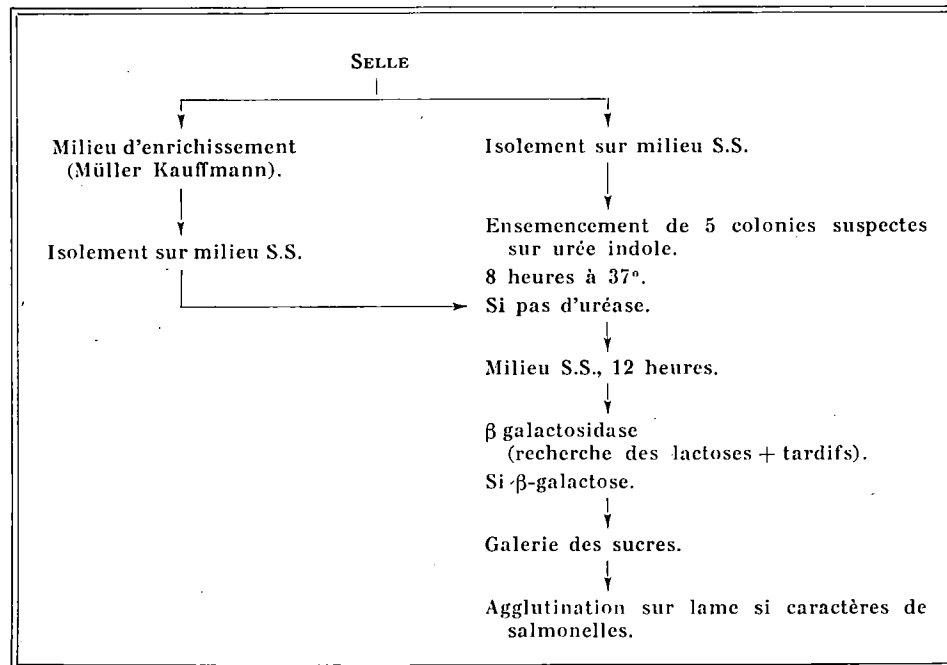 SELLE
Milieu d'enrichissement
(Müller Kauffmann).
Isolement sur milieu S.S.
Isolement sur milieu S.S.
Ensemencement de 5 colonies suspectes
sur urée indole.
8 heures à 37°.
Si pas d'uréase.
Milieu S.S., 12 heures.
β galactosidase
(recherche des lactoses + tardifs).
Si β-galactose.
Galerie des sucres.
Agglutination sur lame si caractères de
salmonelles.